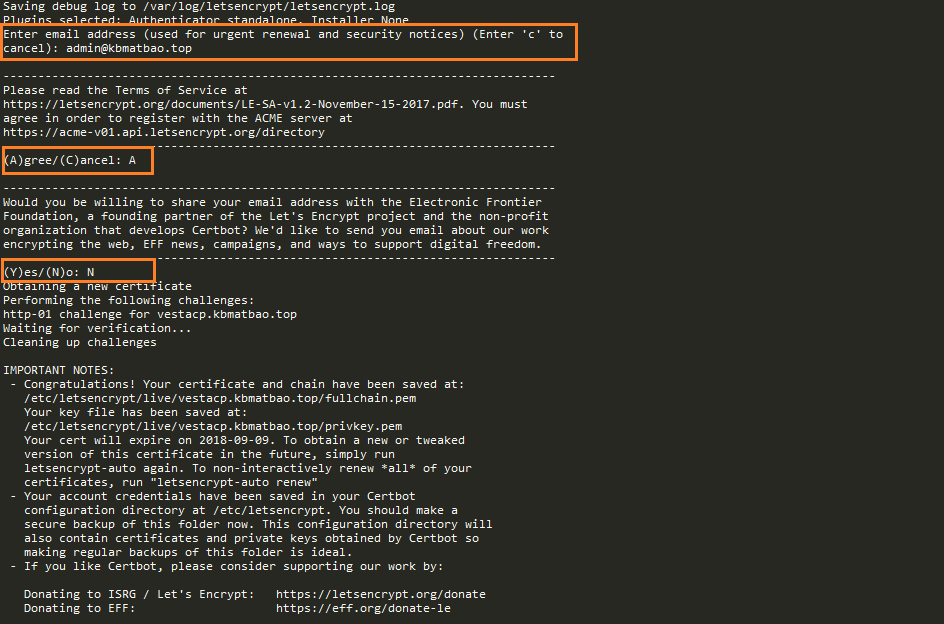 Saving debug log to /var/log/letsencrypt/letsencrypt.log
Plugins selected: Authenticator standalone, Installer None
Enter email address (used for urgent renewal and security notices) (Enter 'c' to
cancel): admin@kbmatbao.top
-------------------------------------------------------------------------------
Please read the Terms of Service at
https://letsencrypt.org/documents/LE-SA-v1.2-November-15-2017.pdf. You must
agree in order to register with the ACME server at
https://acme-v01.api.letsencrypt.org/directory
-------------------------------------------------------------------------------
(A)gree/(C)ancel: A
-------------------------------------------------------------------------------
Would you be willing to share your email address with the Electronic Frontier
Foundation, a founding partner of the Let's Encrypt project and the non-profit
organization that develops Certbot? We'd like to send you email about our work
encrypting the web, EFF news, campaigns, and ways to support digital freedom.
-------------------------------------------------------------------------------
(Y)es/(N)o: N
Obtaining a new certificate
Performing the following challenges:
http-01 challenge for vestacp.kbmatbao.top
Waiting for verification...
Cleaning up challenges
IMPORTANT NOTES:
- Congratulations! Your certificate and chain have been saved at:
/etc/letsencrypt/live/vestacp.kbmatbao.top/fullchain.pem
Your key file has been saved at:
/etc/letsencrypt/live/vestacp.kbmatbao.top/privkey.pem
Your cert will expire on 2018-09-09. To obtain a new or tweaked
version of this certificate in the future, simply run
letsencrypt-auto again. To non-interactively renew *all* of your
certificates, run "letsencrypt-auto renew"
- Your account credentials have been saved in your Certbot
configuration directory at /etc/letsencrypt. You should make a
secure backup of this folder now. This configuration directory will
also contain certificates and private keys obtained by Certbot so
making regular backups of this folder is ideal.
- If you like Certbot, please consider supporting our work by:
Donating to ISRG / Let's Encrypt:   https://letsencrypt.org/donate
Donating to EFF:                    https://eff.org/donate-le